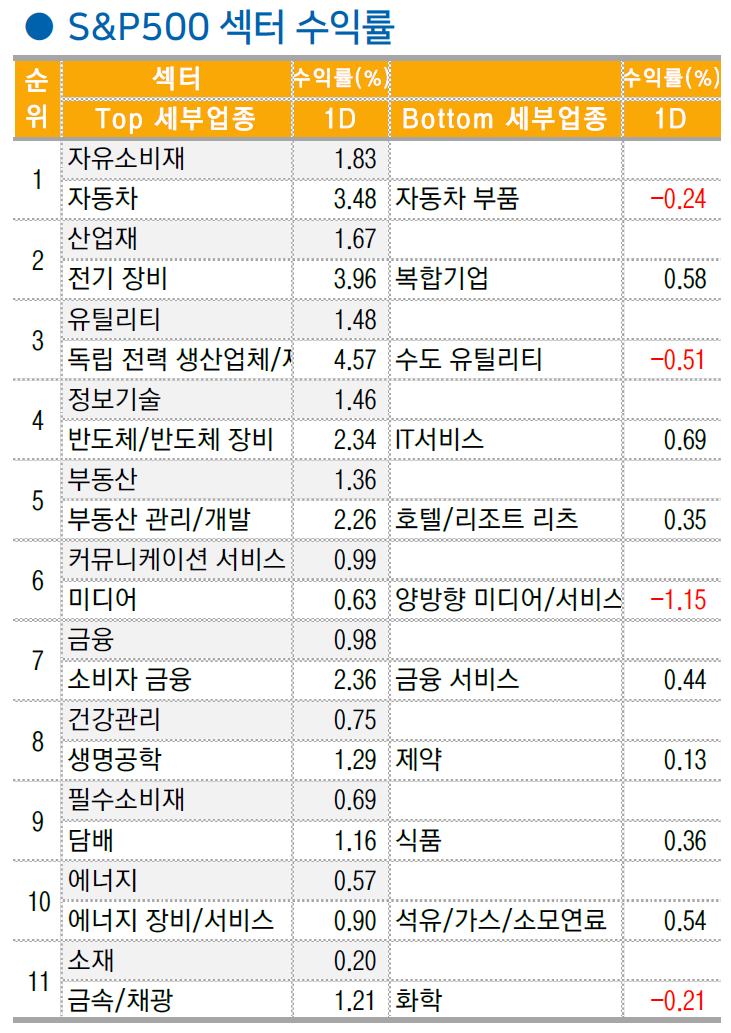 ● S&P500 섹터 수익률
순위 섹터 수익률(%) 수익률(%)
Top 세부업종 1D Bottom 세부업종 1D
1 자유소비재 1.83
자동차 3.48 자동차 부품 -0.24
2 산업재 1.67
전기 장비 3.96 복합기업 0.58
3 유틸리티 1.48
독립 전력 생산업체/ 4.57 수도 유틸리티 -0.51
4 정보기술 1.46
반도체/반도체 장비 2.34 IT서비스 0.69
5 부동산 1.36
부동산 관리/개발 2.26 호텔/리조트 리츠 0.35
6 커뮤니케이션 서비스 0.99
미디어 0.63 양방향 미디어/서비스 -1.15
7 금융 0.98
소비자 금융 2.36 금융 서비스 0.44
8 건강관리 0.75
생명공학 1.29 제약 0.13
9 필수소비재 0.69
담배 1.16 식품 0.36
10 에너지 0.57
에너지 장비/서비스 0.90 석유/가스/소모연료 0.54
11 소재 0.20
금속/채광 1.21 화학 -0.21